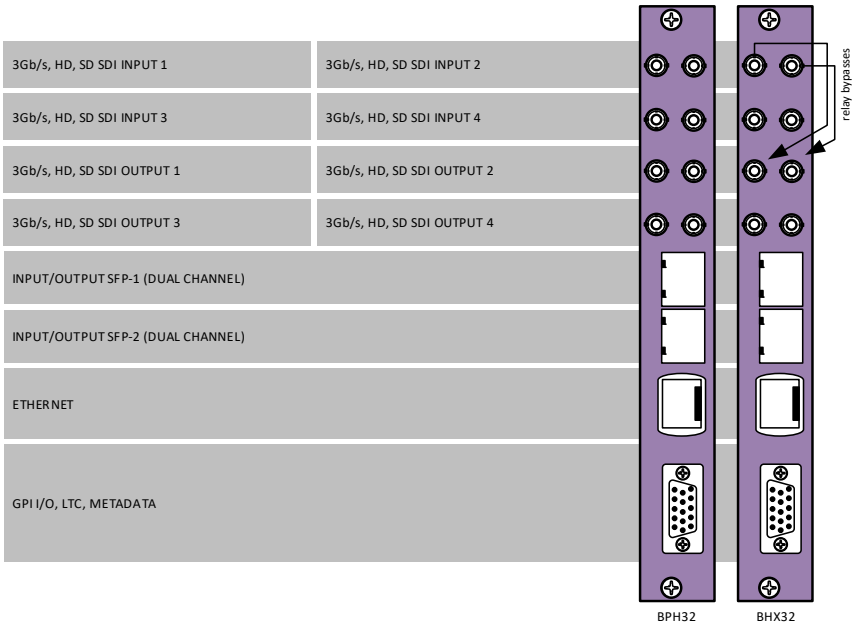 3Gb/s, HD, SD SDI INPUT 1
3Gb/s, HD, SD SDI INPUT 2
relay bypasses
3Gb/s, HD, SD SDI INPUT 3
3Gb/s, HD, SD SDI INPUT 4
3Gb/s, HD, SD SDI OUTPUT 1
3Gb/s, HD, SD SDI OUTPUT 2
3Gb/s, HD, SD SDI OUTPUT 3
3Gb/s, HD, SD SDI OUTPUT 4
INPUT/OUTPUT SFP-1 (DUAL CHANNEL)
INPUT/OUTPUT SFP-2 (DUAL CHANNEL)
ETHERNET
GPI I/O, LTC, METADATA
BPH32
BHX32